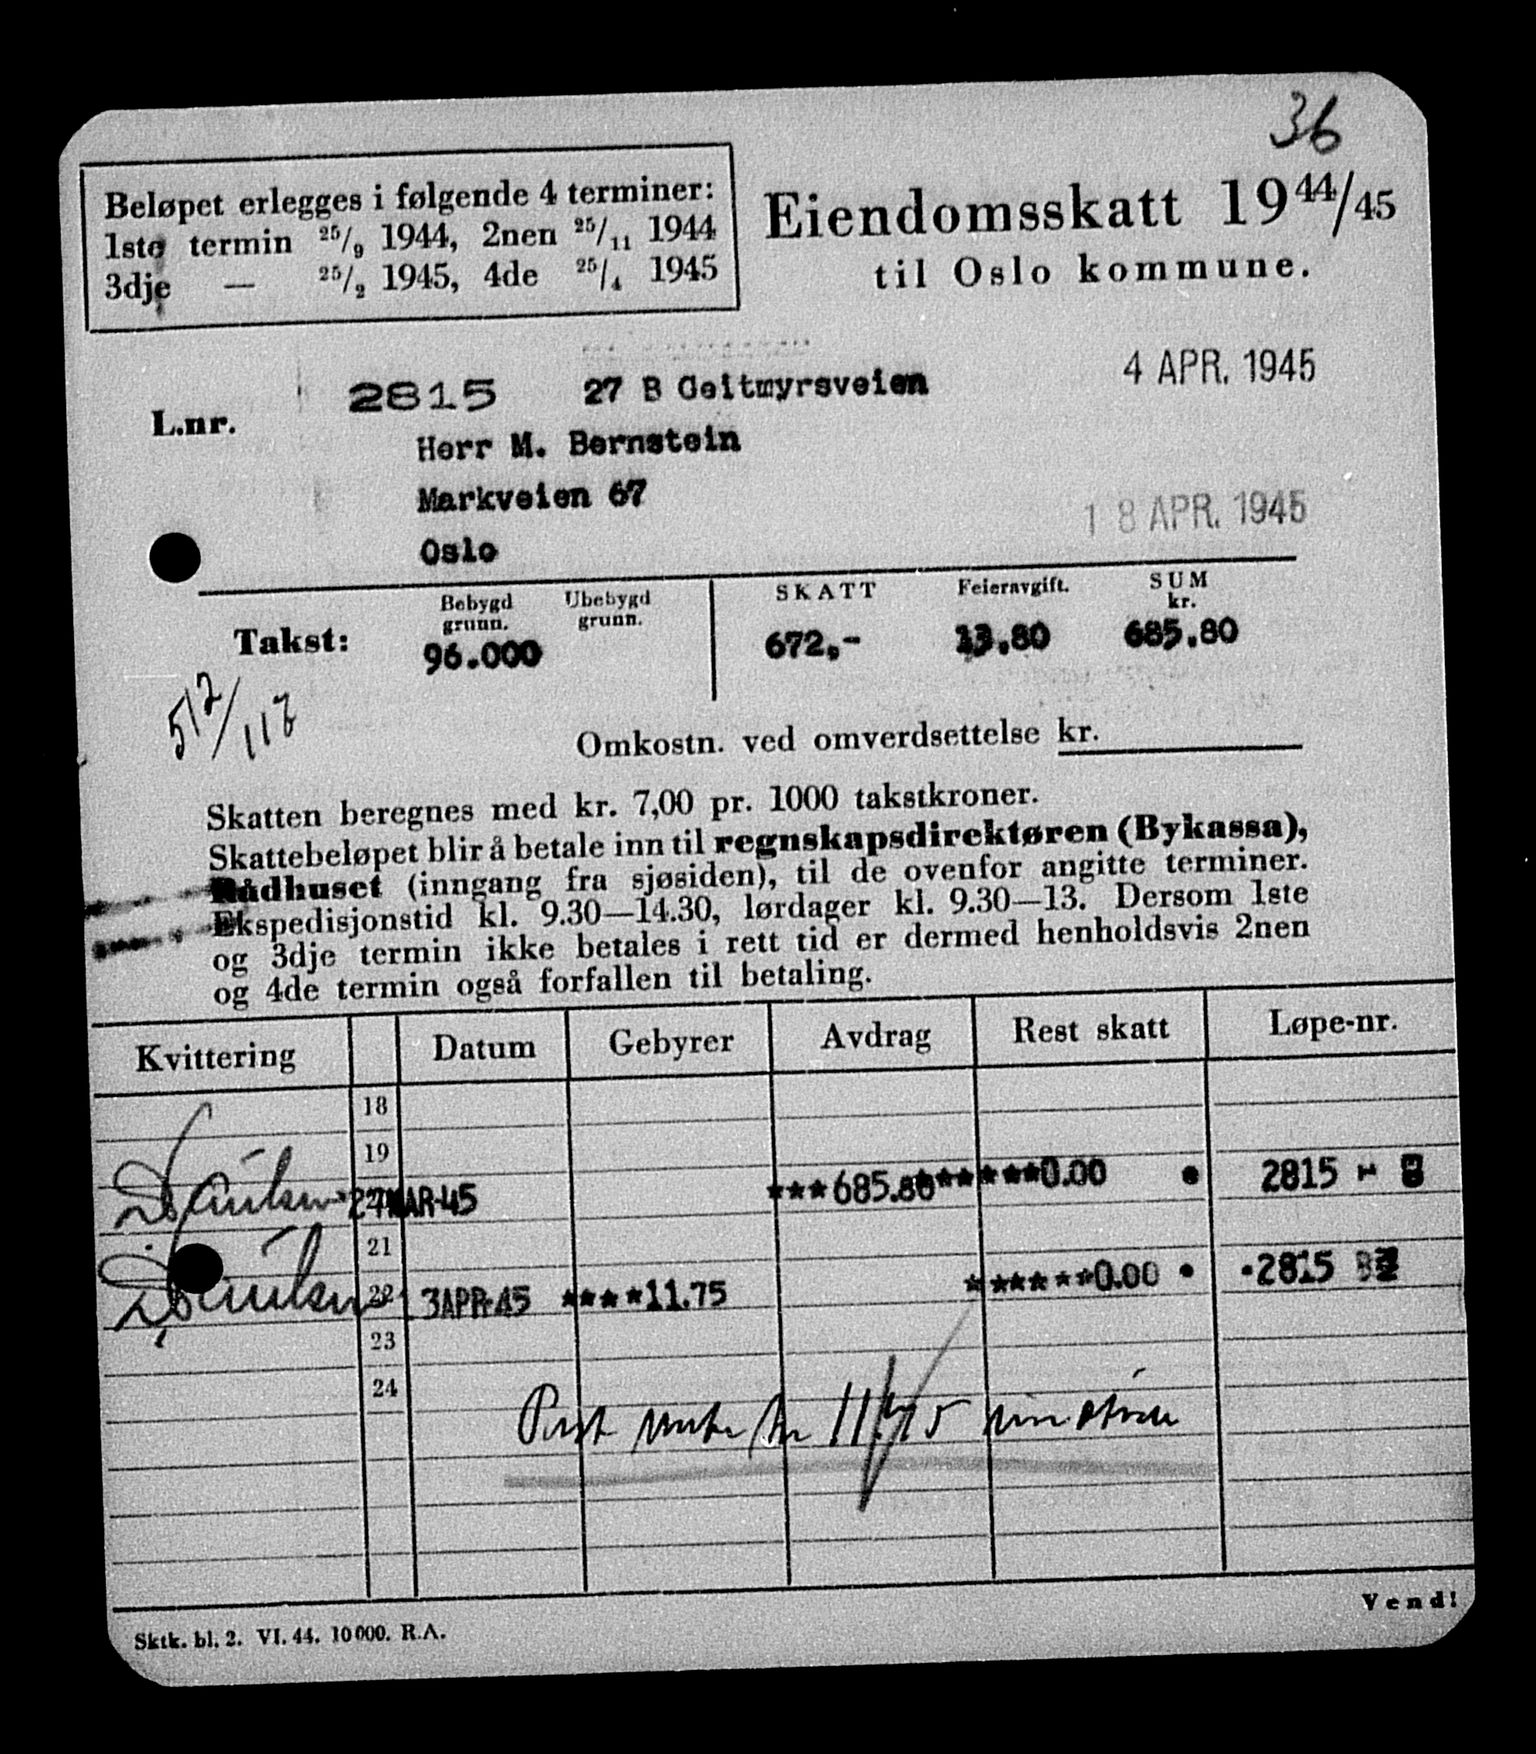 36
Beløpet erlegges i følgende 4 terminer:
1ste termin 25/9 1944, 2nen 25/11 1944
3dje — 25/2 1945, 4de 25/4 1945
Eiendomsskatt 1944/45
til Oslo kommune.
4 APR. 1945
L.nr. 2815 27 B Geitmyrsveien
Herr M. Bernstein
Markveien 67
Oslo
18 APR. 1945
Bebygd grunn. Ubebygd grunn. SKATT Feieravgift. SUM kr.
Takst: 96.000 672,- 13.80 685.80
512/117
Omkostn. ved omverdsettelse kr.
Skatten beregnes med kr. 7,00 pr. 1000 takstkroner.
Skattebeløpet blir å betale inn til regnskapsdirektøren (Bykassa),
Rådhuset (inngang fra sjøsiden), til de ovenfor angitte terminer.
Ekspedisjonstid kl. 9.30—14.30, lørdager kl. 9.30—13. Dersom 1ste
og 3dje termin ikke betales i rett tid er dermed henholdsvis 2nen
og 4de termin også forfallen til betaling.
Kvittering Datum Gebyrer Avdrag Rest skatt Løpe-nr.
18
19
27MAR-45 ***685.80*****0.00 • 2815
21
22 3APR-45 ****11.75 ******0.00 • •2815
23
24
11/4 45
Vend!
Sktk. bl. 2. VI. 44. 10000. R.A.